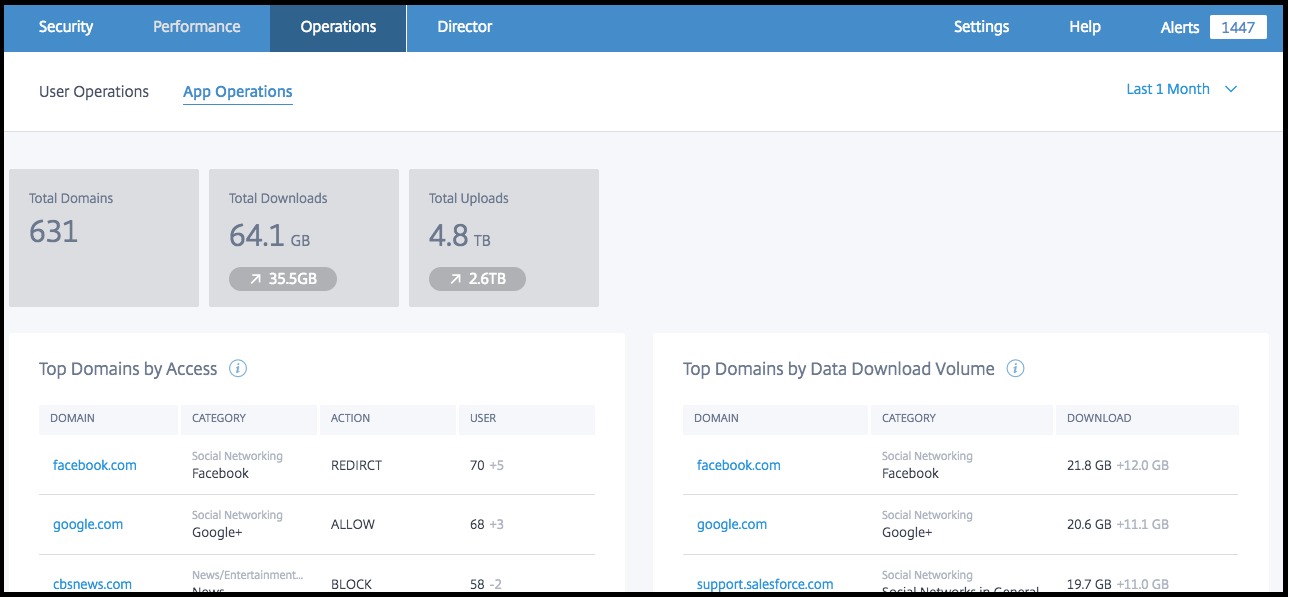 Security Performance Operations Director Settings Help Alerts 1447
User Operations App Operations Last 1 Month
Total Domains
631
Total Downloads
64.1 GB
35.5GB
Total Uploads
4.8 TB
2.6TB
Top Domains by Access
DOMAIN CATEGORY ACTION USER
facebook.com Social Networking Facebook REDIRCT 70 +5
google.com Social Networking Google+ ALLOW 68 +3
cbsnews.com News/Entertainment... News BLOCK 58 -2
Top Domains by Data Download Volume
DOMAIN CATEGORY DOWNLOAD
facebook.com Social Networking Facebook 21.8 GB +12.0 GB
google.com Social Networking Google+ 20.6 GB +11.1 GB
support.salesforce.com Social Networking Social Networks in General 19.7 GB +11.0 GB